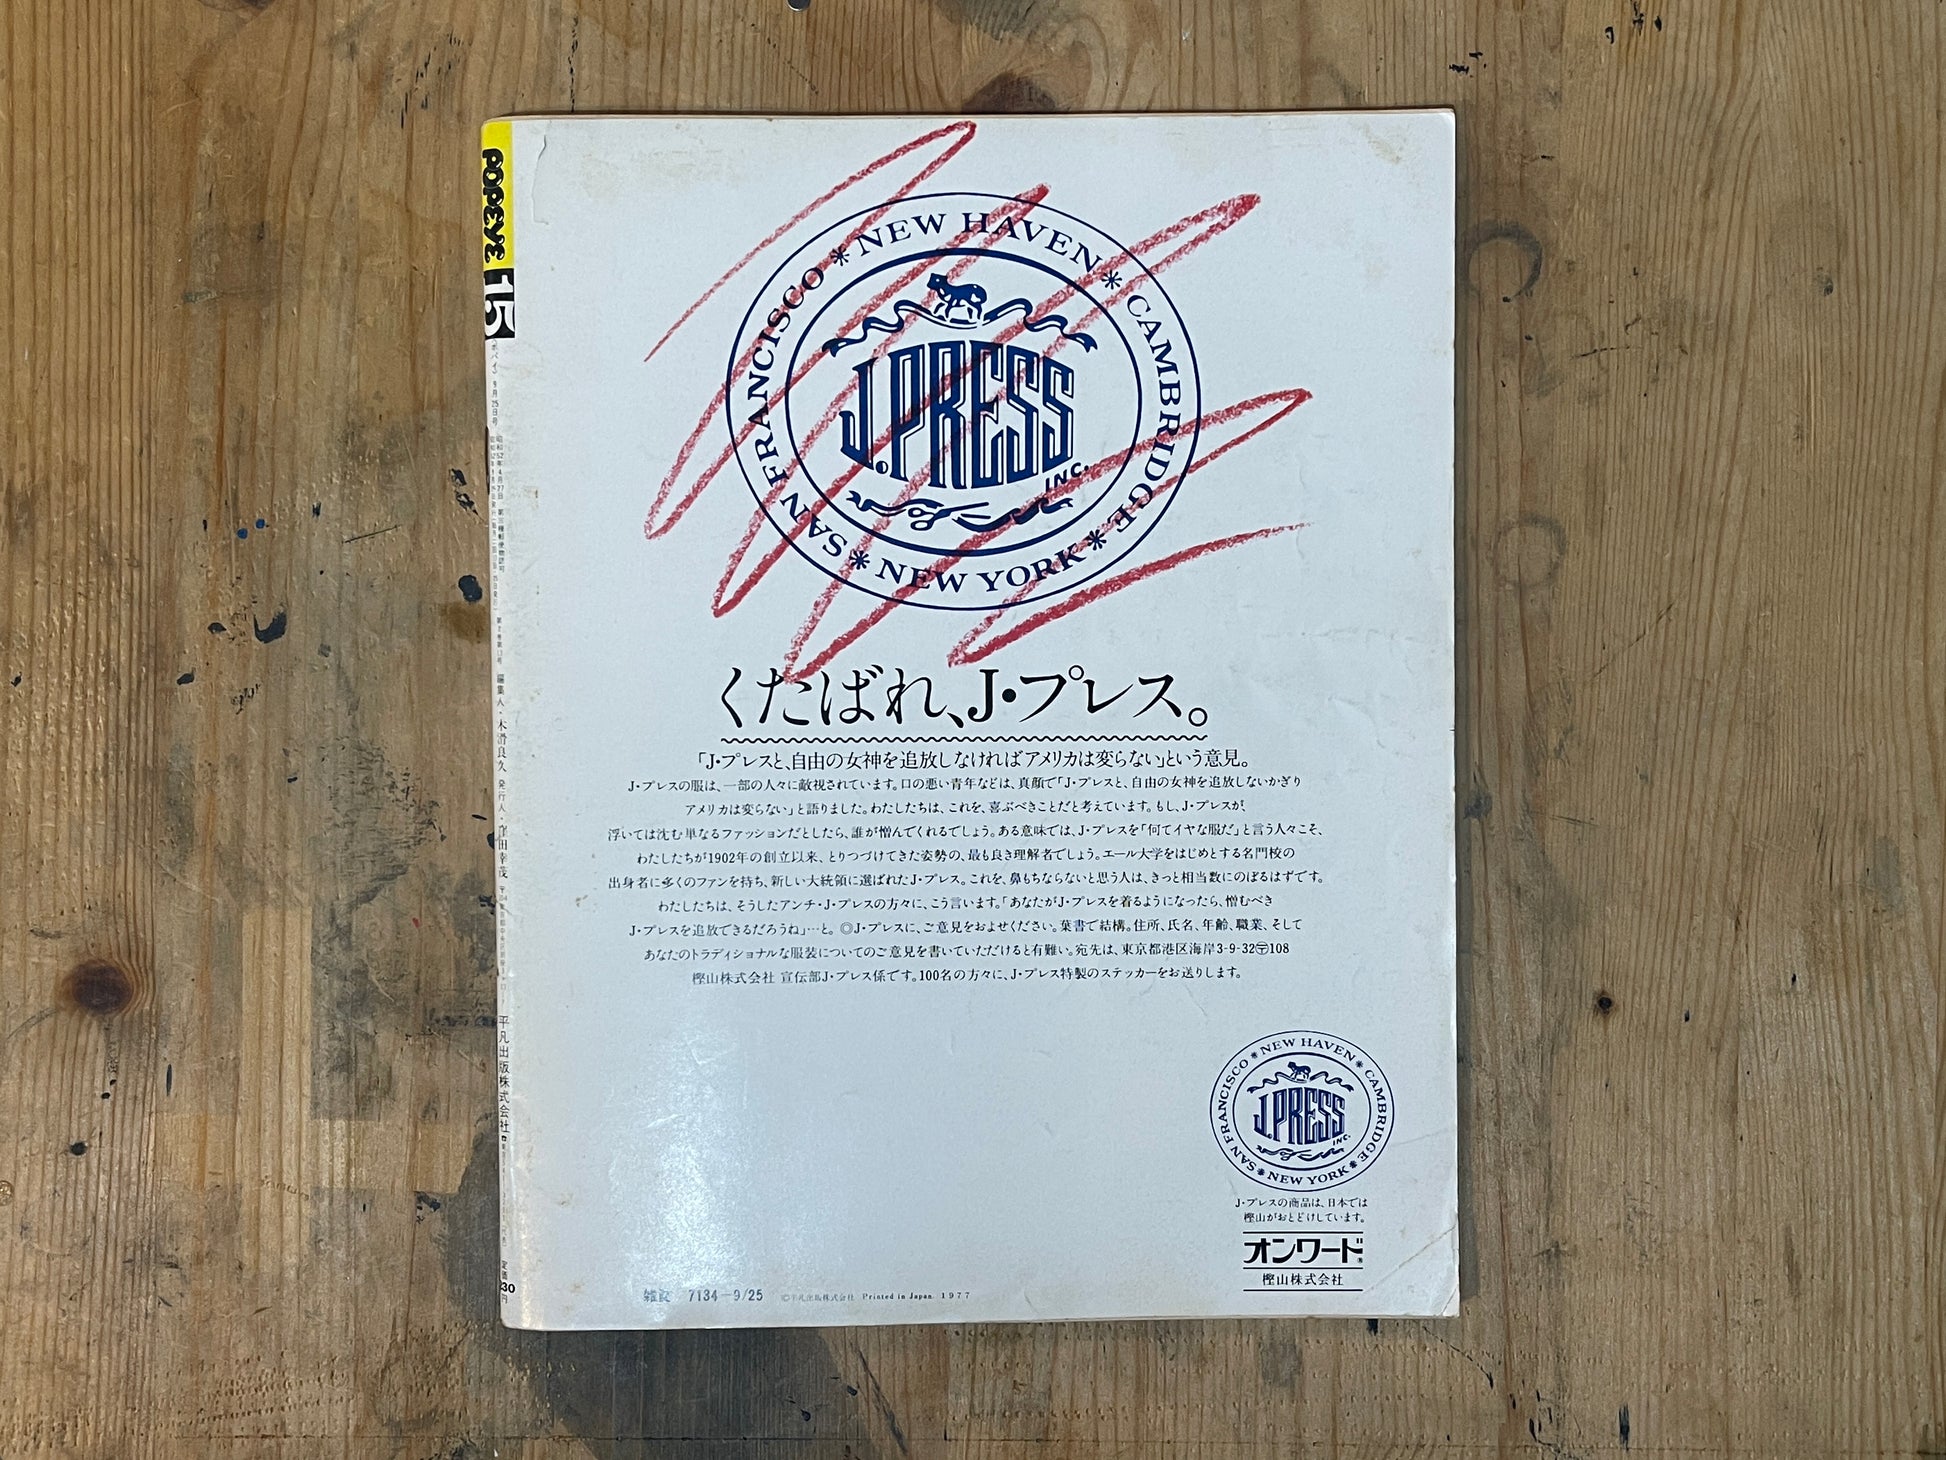 POPEYE
15
NEW HAVEN * CAMBRIDGE * NEW YORK * SAN FRANCISCO *
J.PRESS
INC.
くたばれ、J・プレス。
「J・プレスと、自由の女神を追放しなければアメリカは変らない」という意見。
J・プレスの服は、一部の人々に敵視されています。口の悪い青年などは、真顔で「J・プレスと、自由の女神を追放しないかぎり
アメリカは変らない」と語りました。わたしたちは、これを、喜ぶべきことだと考えています。もし、J・プレスが、
浮いては沈む単なるファッションだとしたら、誰が憎んでくれるでしょう。ある意味では、J・プレスを「何てイヤな服だ」と言う人々こそ、
わたしたちが1902年の創立以来、とりつづけてきた姿勢の、最も良き理解者でしょう。エール大学をはじめとする名門校の
出身者に多くのファンを持ち、新しい大統領に選ばれたJ・プレス。これを、鼻もちならないと思う人は、きっと相当数にのぼるはずです。
わたしたちは、そうしたアンチ・J・プレスの方々に、こう言います。「あなたがJ・プレスを着るようになったら、憎むべき
J・プレスを追放できるだろうね」…と。◎J・プレスに、ご意見をおよせください。葉書で結構。住所、氏名、年齢、職業、そして
あなたのトラディショナルな服装についてのご意見を書いていただけると有難い。宛先は、東京都港区海岸3-9-32〶108
樫山株式会社 宣伝部J・プレス係です。100名の方々に、J・プレス特製のステッカーをお送りします。
NEW HAVEN * CAMBRIDGE * NEW YORK * SAN FRANCISCO *
J.PRESS
INC.
J・プレスの商品は、日本では
樫山がおとどけしています。
オンワード®
樫山株式会社
雑誌 7134-9/25 ©平凡出版株式会社 Printed in Japan. 1977
9月25日号
編集人・木滑良久
平凡出版株式会社